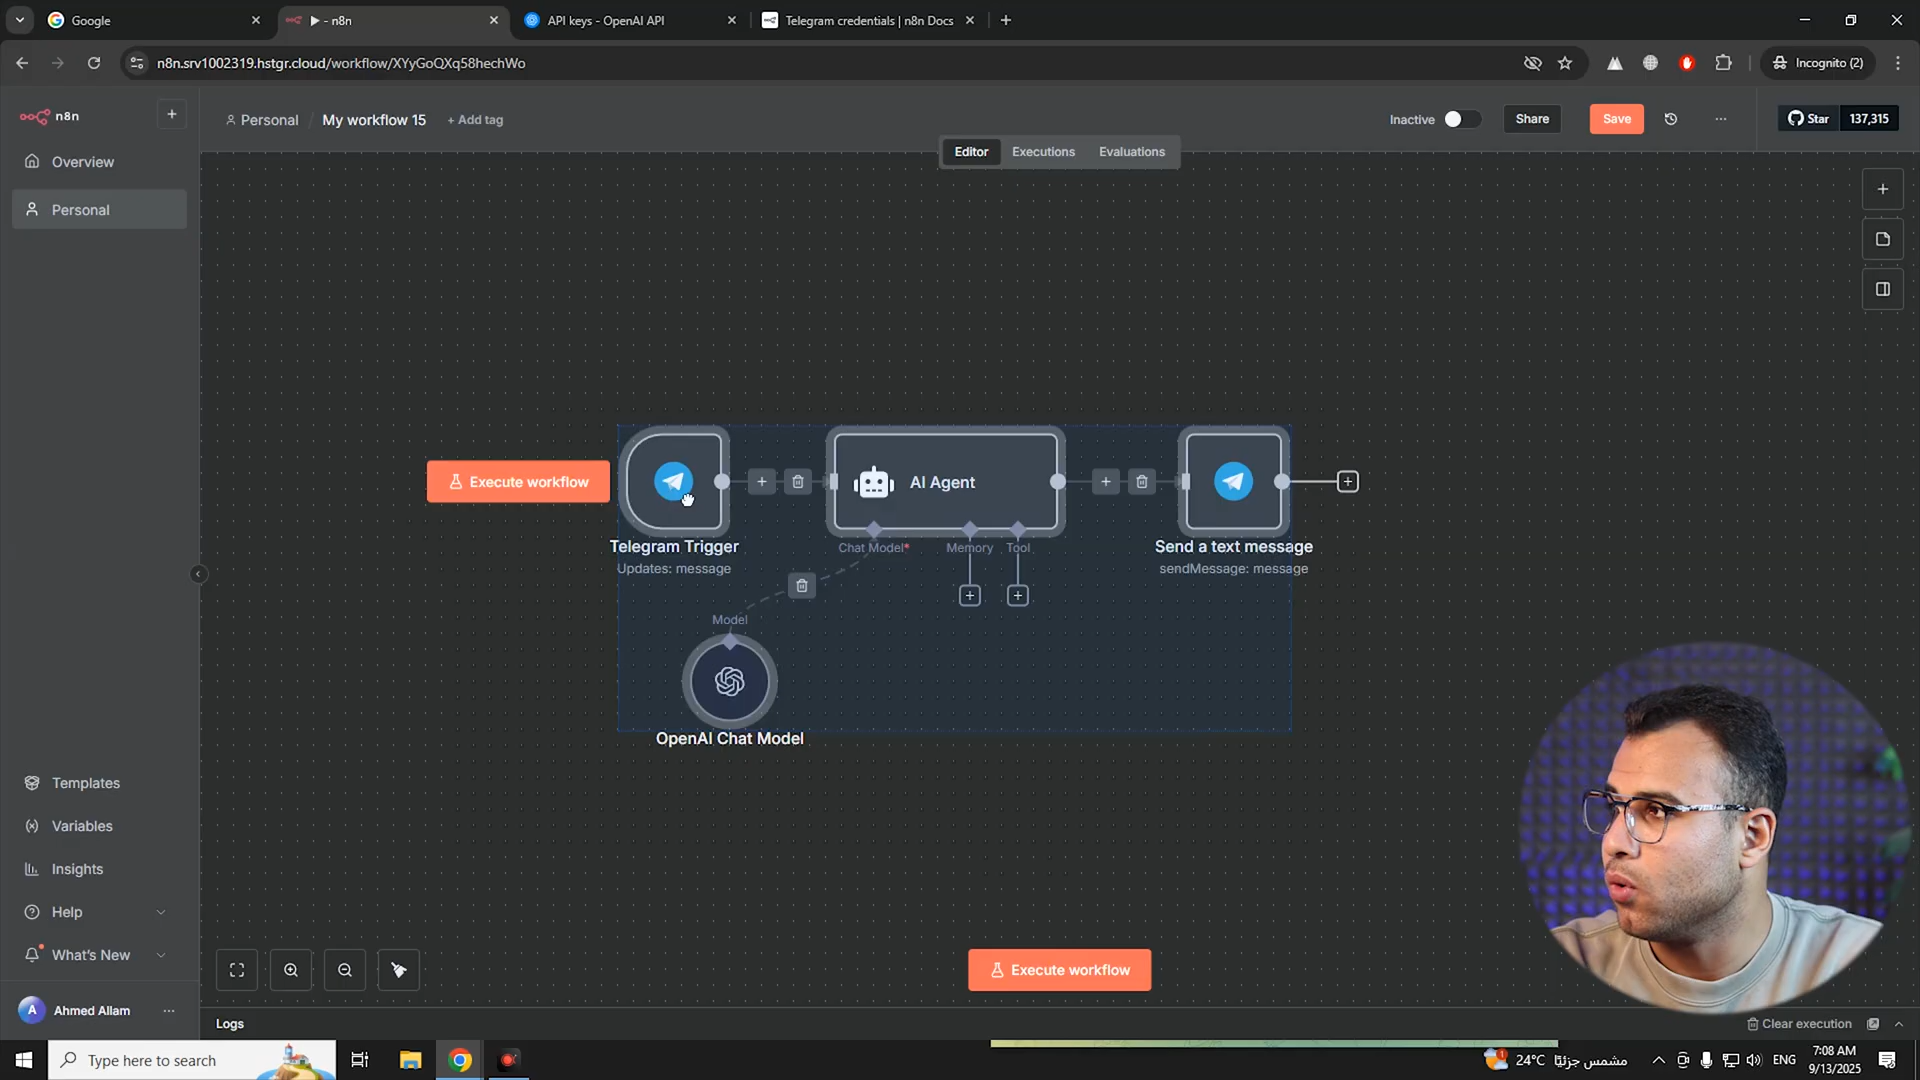 Google
▶ - n8n
API keys - OpenAI API
Telegram credentials | n8n Docs
n8n.srv1002319.hstgr.cloud/workflow/XYyGoQXq58hechWo
Incognito (2)
n8n
Personal / My workflow 15 + Add tag
Inactive
Share
Save
Star 137,315
Editor Executions Evaluations
Overview
Personal
Execute workflow
AI Agent
Telegram Trigger
Updates: message
Chat Model*
Memory
Tool
Send a text message
sendMessage: message
Model
OpenAI Chat Model
Templates
Variables
Insights
Help
What's New
A Ahmed Allam
Execute workflow
Logs
Clear execution
Type here to search
1
24°C مشمس جزئيًا
ENG
7:08 AM
9/13/2025